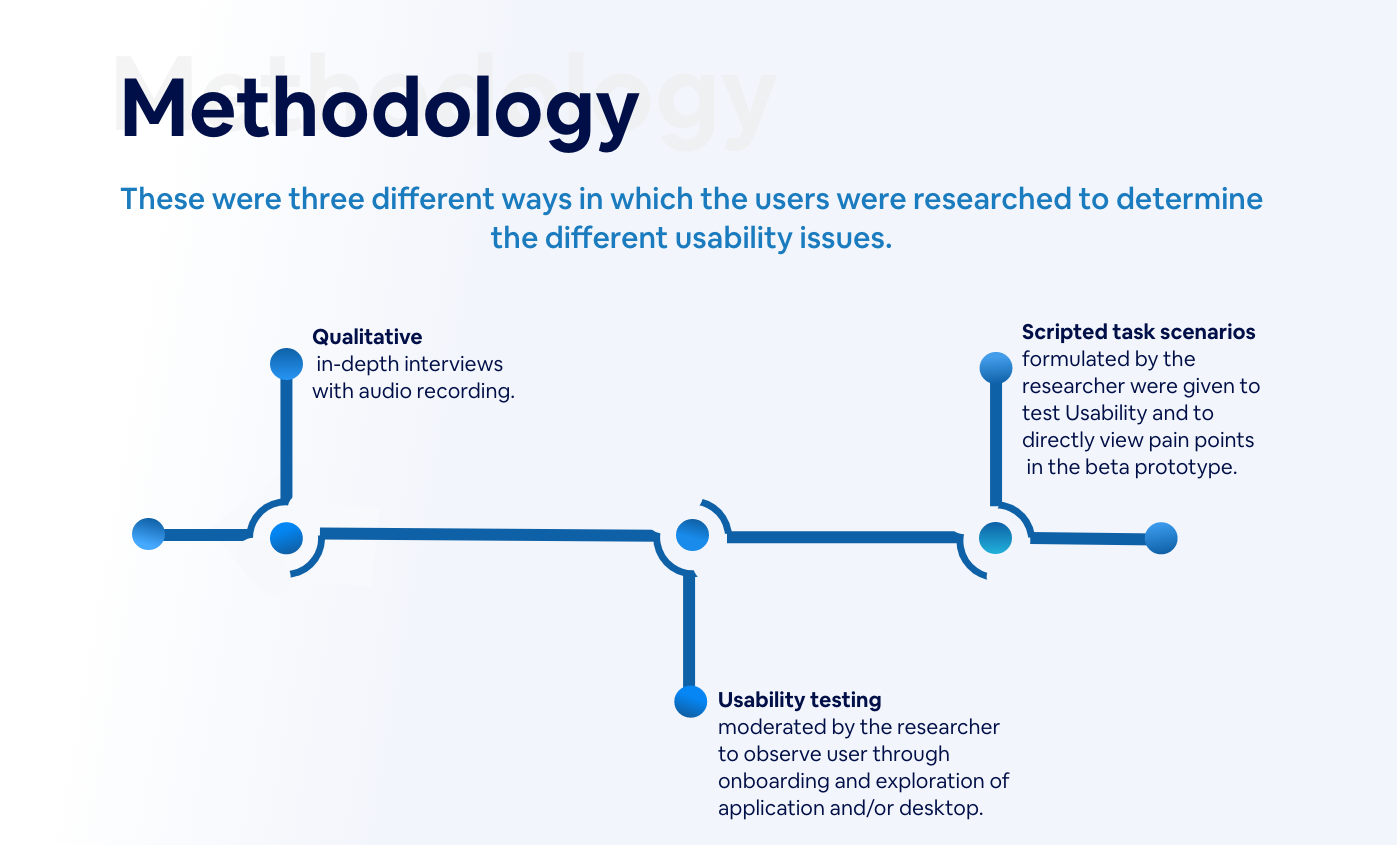 Methodology
These were three different ways in which the users were researched to determine
the different usability issues.
Qualitative
in-depth interviews
with audio recording.
Scripted task scenarios
formulated by the
researcher were given to
test Usability and to
directly view pain points
in the beta prototype.
Usability testing
moderated by the researcher
to observe user through
onboarding and exploration of
application and/or desktop.